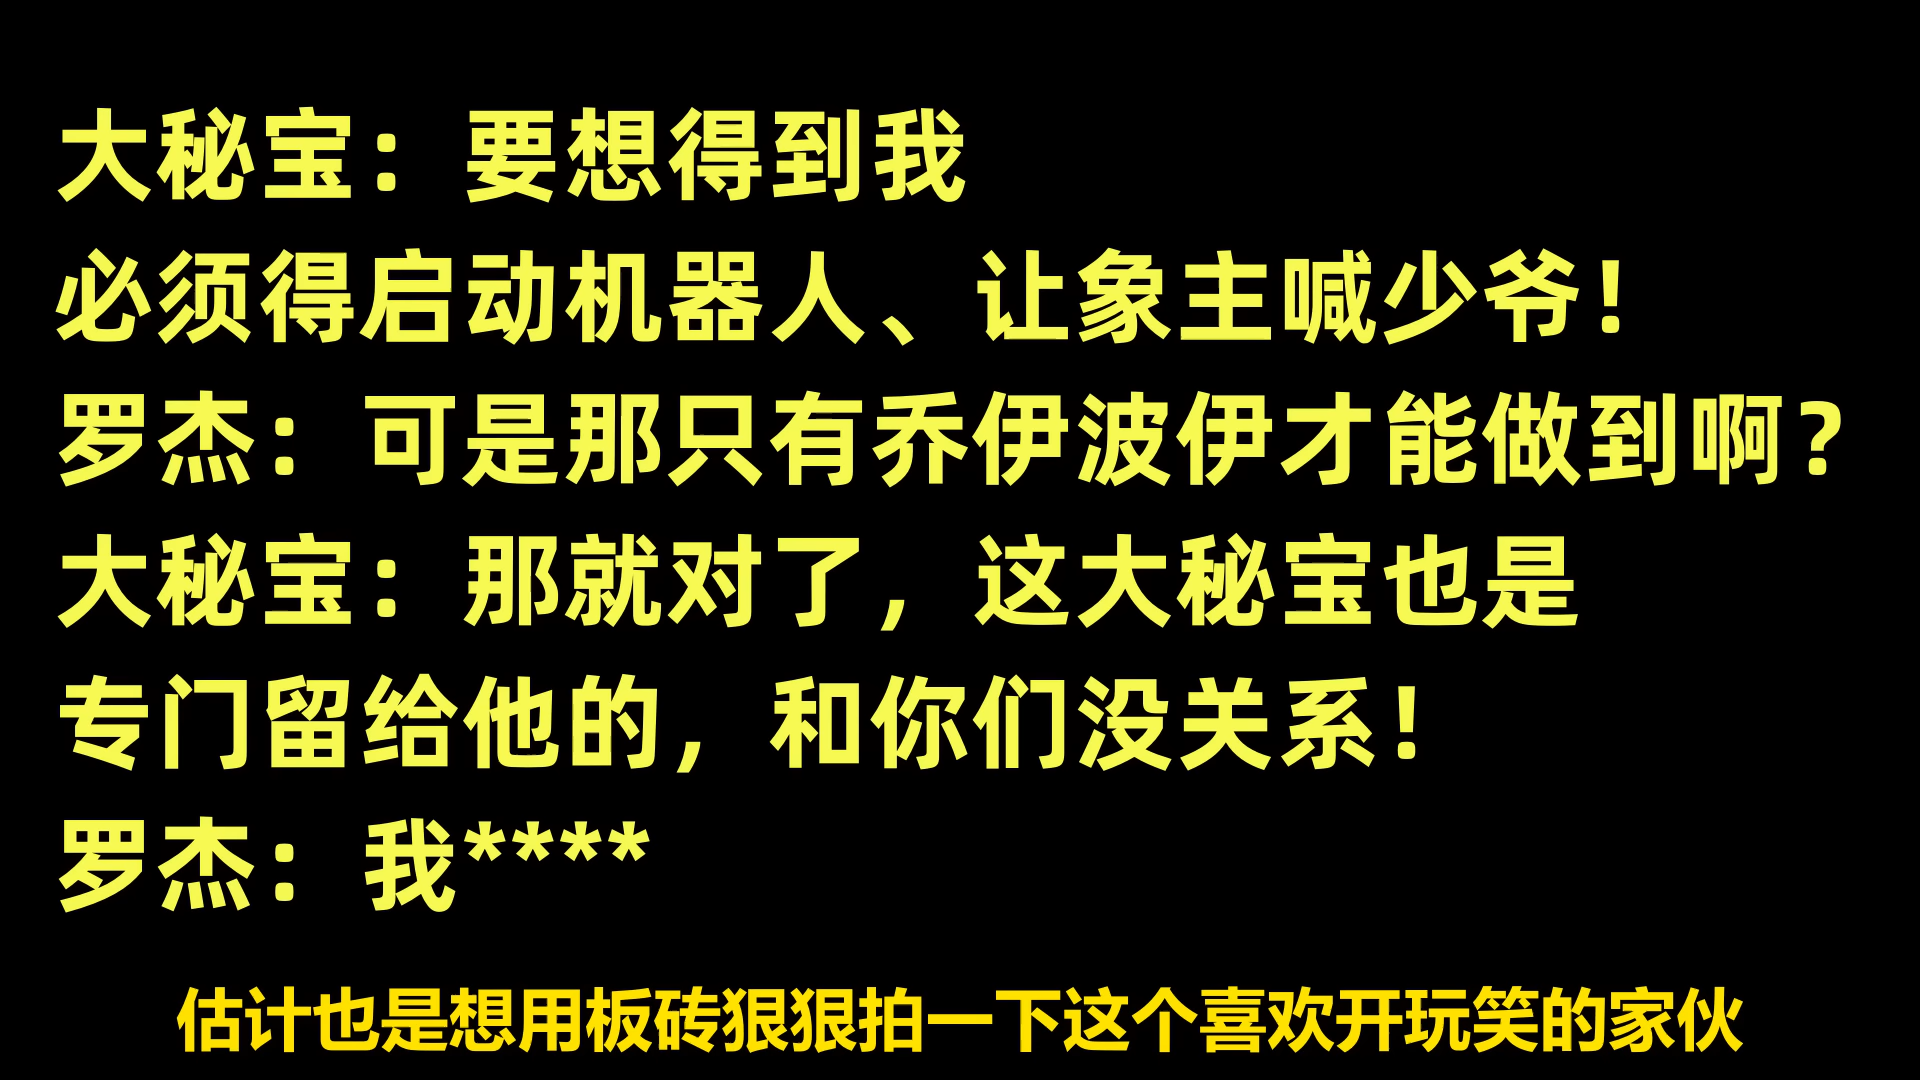 大秘宝：要想得到我
必须得启动机器人、让象主喊少爷！
罗杰：可是那只有乔伊波伊才能做到啊？
大秘宝：那就对了，这大秘宝也是
专门留给他的，和你们没关系！
罗杰：我****
估计也是想用板砖狠狠拍一下这个喜欢开玩笑的家伙